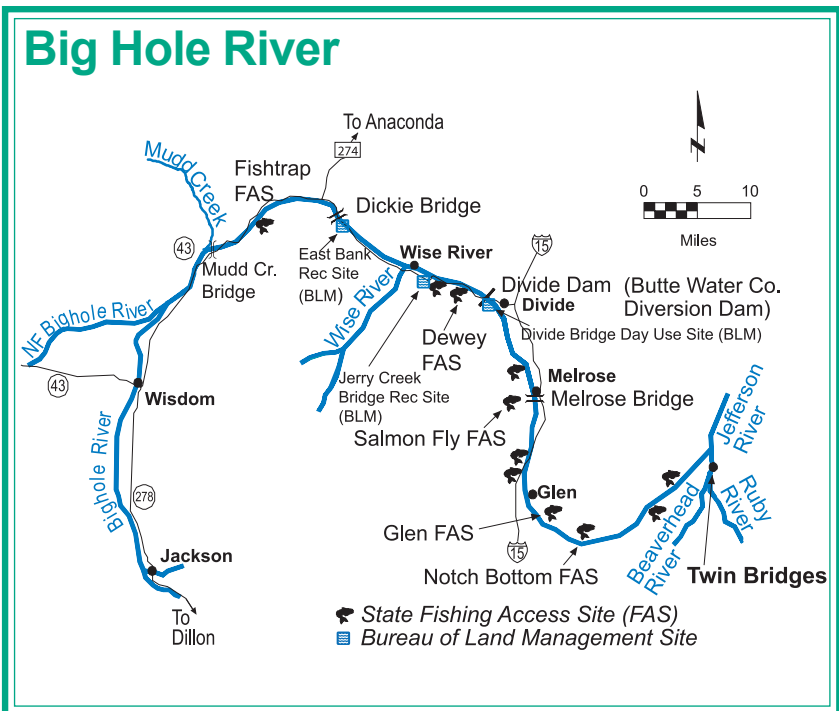 Big Hole River
To Anaconda
274
Mudd Creek
Fishtrap
FAS
0 5 10
Miles
Dickie Bridge
43
Mudd Cr.
Bridge
East Bank
Rec Site
(BLM)
Wise River
15
NF Bighole River
Wise River
Divide Dam (Butte Water Co.
Divide Diversion Dam)
Divide Bridge Day Use Site (BLM)
Dewey
FAS
43
Wisdom
Jerry Creek
Bridge Rec Site
(BLM)
Melrose
Melrose Bridge
Salmon Fly FAS
Jefferson
River
Bighole River
278
Glen
Glen FAS
Ruby
River
Beaverhead
River
15
Jackson
Notch Bottom FAS
Twin Bridges
To
Dillon
State Fishing Access Site (FAS)
Bureau of Land Management Site
N